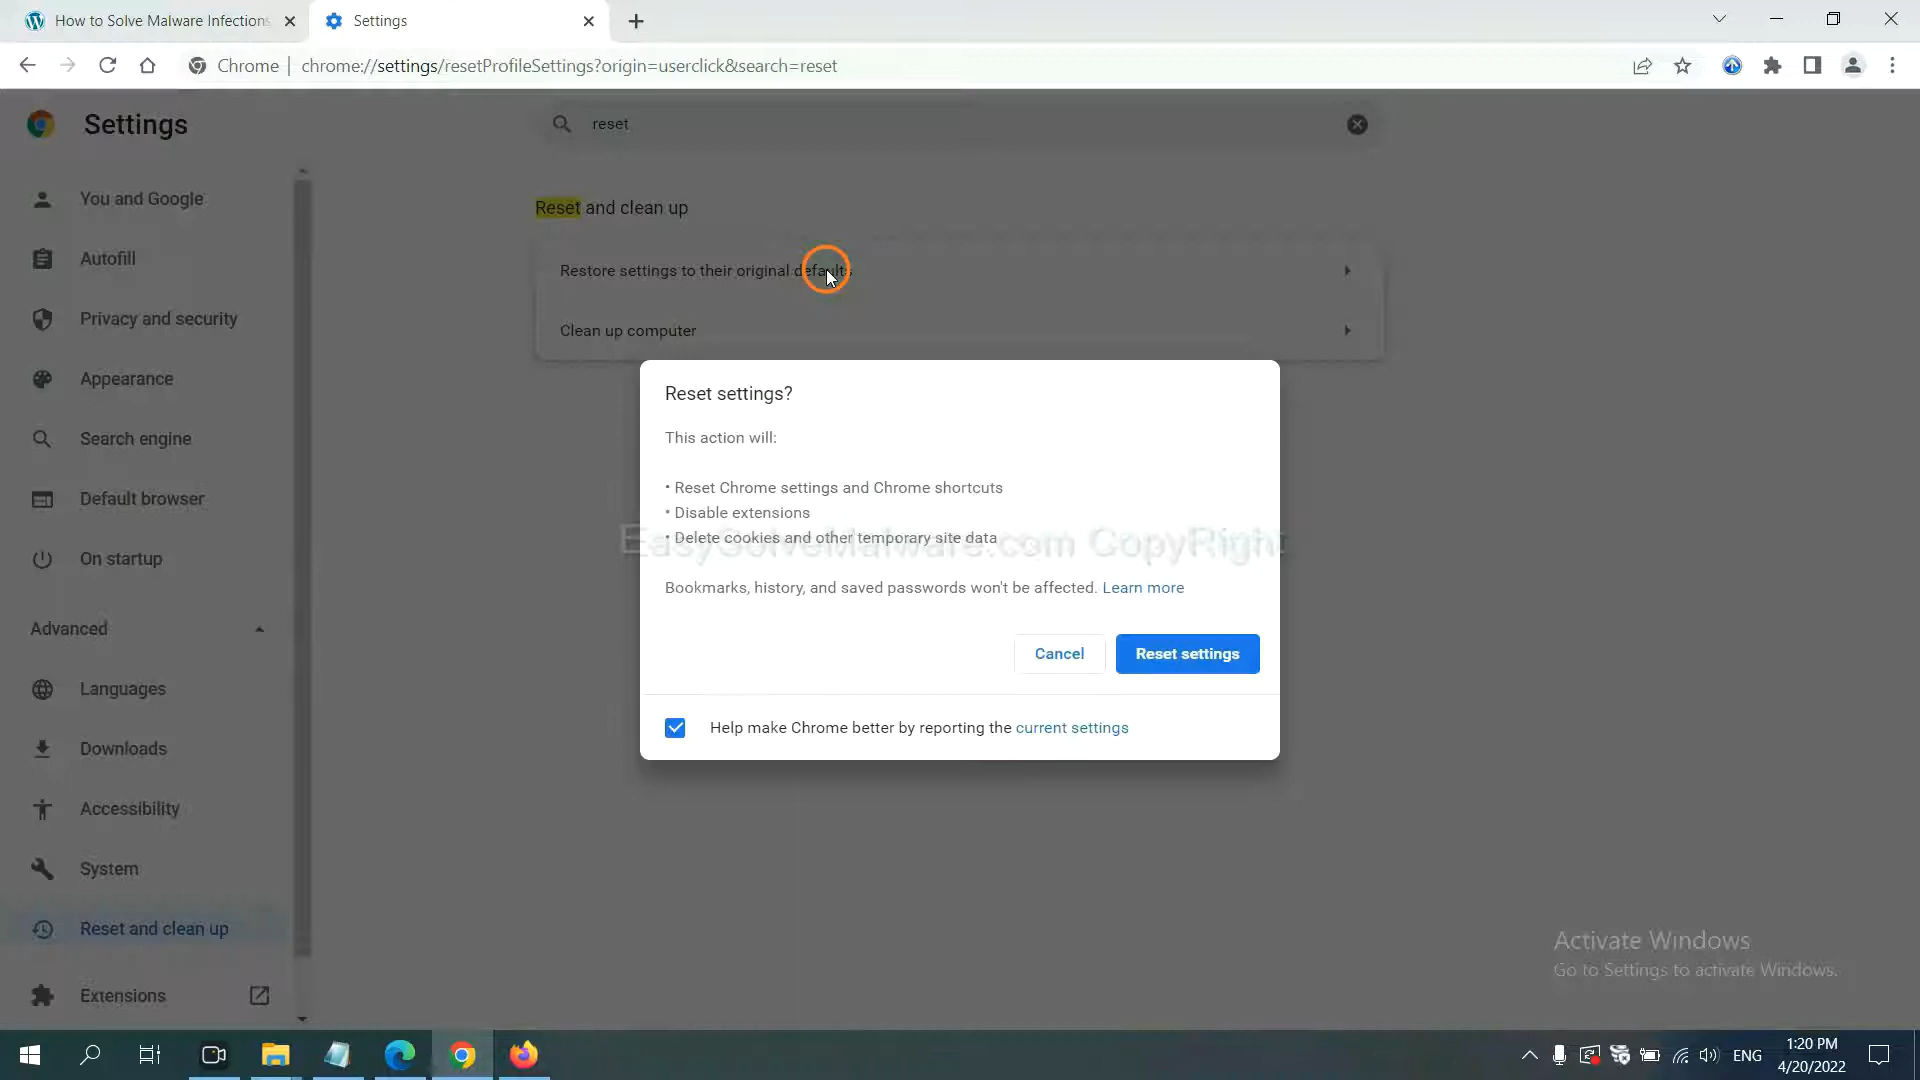 How to Solve Malware Infections
Settings
Chrome | chrome://settings/resetProfileSettings?origin=userclick&search=reset
Settings
reset
You and Google
Autofill
Privacy and security
Appearance
Search engine
Default browser
On startup
Advanced
Languages
Downloads
Accessibility
System
Reset and clean up
Extensions
Reset and clean up
Restore settings to their original defaults
Clean up computer
Reset settings?
This action will:
• Reset Chrome settings and Chrome shortcuts
• Disable extensions
• Delete cookies and other temporary site data
EasySolveMalware.com CopyRight
Bookmarks, history, and saved passwords won't be affected. Learn more
Cancel
Reset settings
Help make Chrome better by reporting the current settings
Activate Windows
Go to Settings to activate Windows.
ENG
1:20 PM
4/20/2022